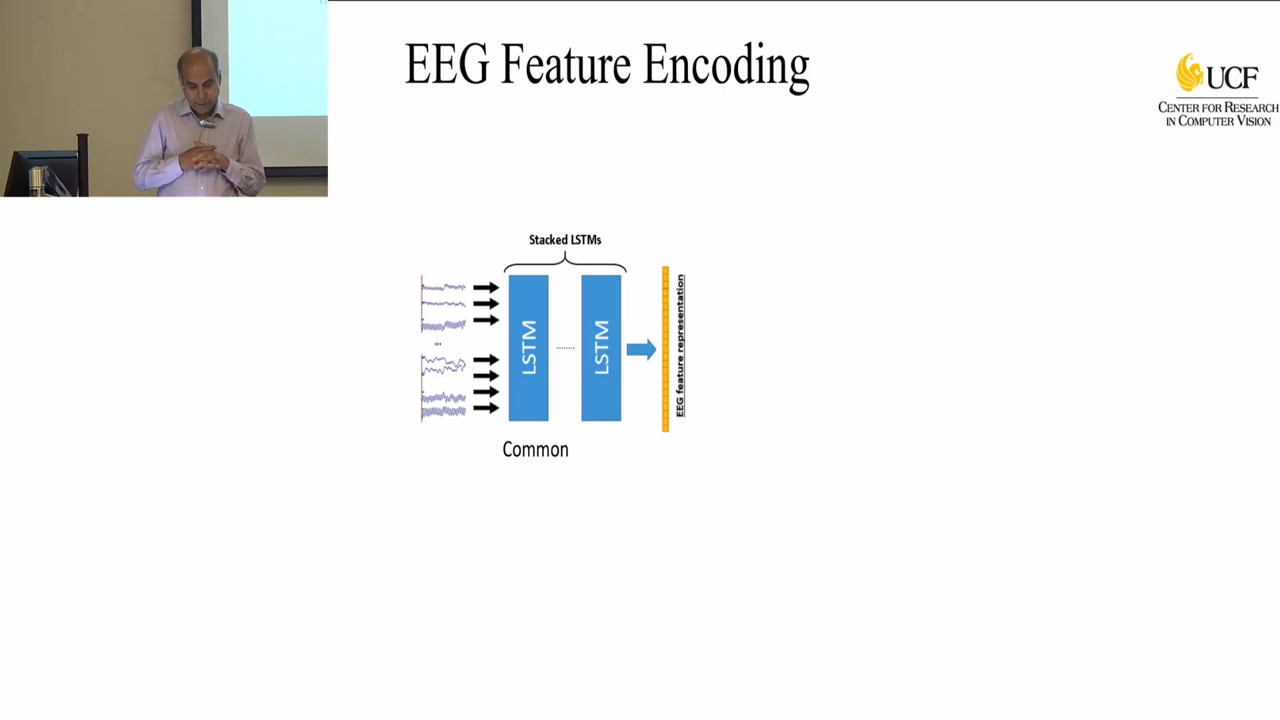 EEG Feature Encoding
UCF
CENTER FOR RESEARCH
IN COMPUTER VISION
Stacked LSTMs
...
LSTM
........
LSTM
EEG feature representation
Common